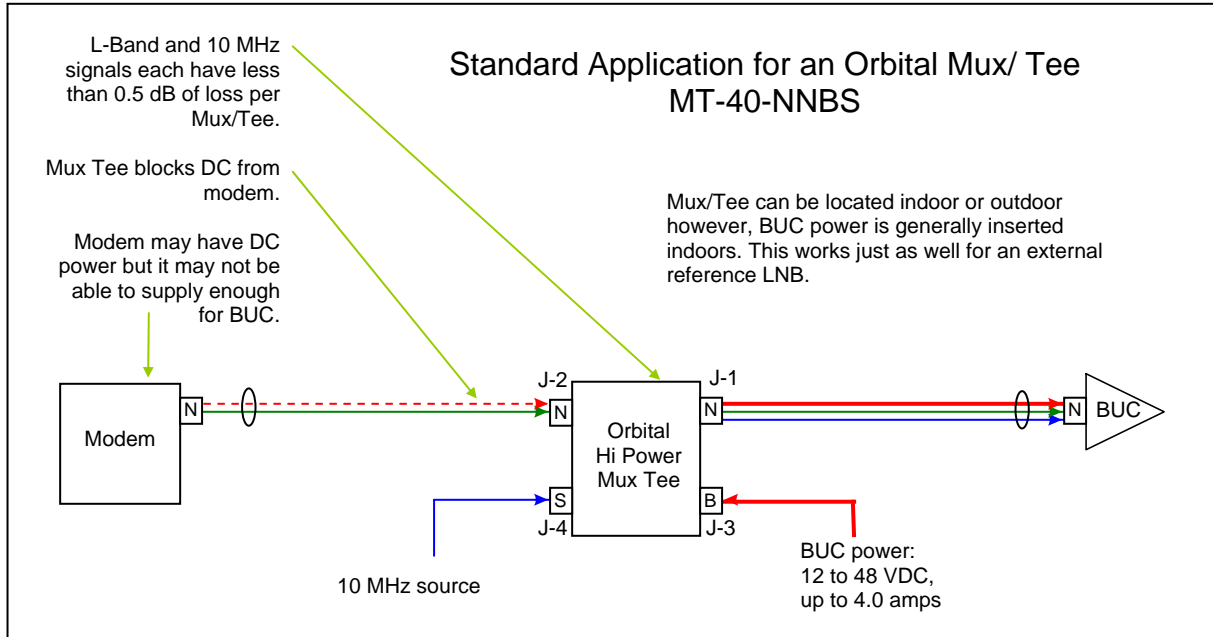 L-Band and 10 MHz
signals each have less
than 0.5 dB of loss per
Mux/Tee.
Standard Application for an Orbital Mux/ Tee
MT-40-NNBS
Mux Tee blocks DC from
modem.
Mux/Tee can be located indoor or outdoor
however, BUC power is generally inserted
indoors. This works just as well for an external
reference LNB.
Modem may have DC
power but it may not be
able to supply enough
for BUC.
Modem
N
J-2
N
Orbital
Hi Power
Mux Tee
J-1
N
N
BUC
S
J-4
B
J-3
10 MHz source
BUC power:
12 to 48 VDC,
up to 4.0 amps